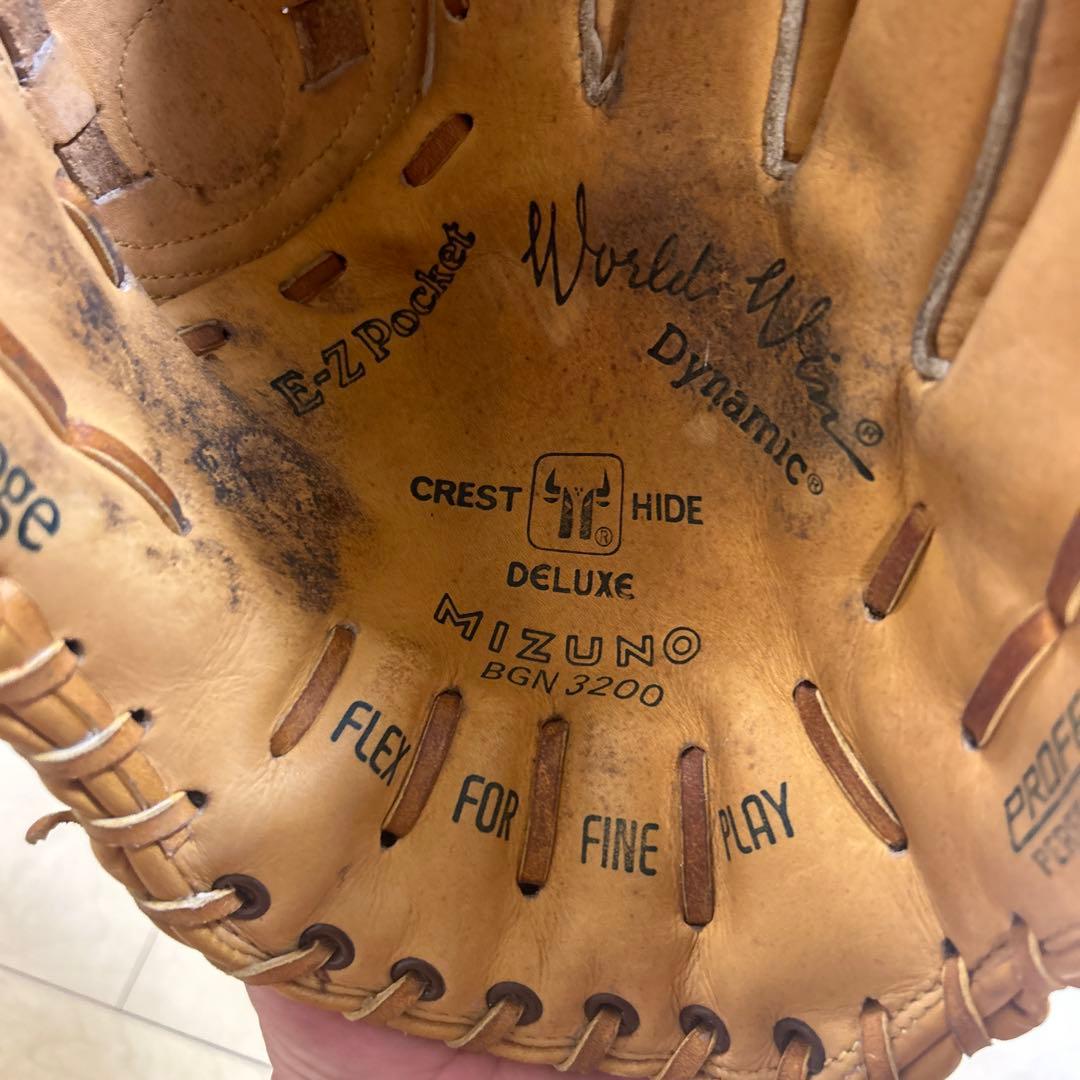 World Win®
Dynamic®
E-Z Pocket
CREST HIDE
®
DELUXE
MIZUNO
BGN 3200
FLEX FOR FINE PLAY